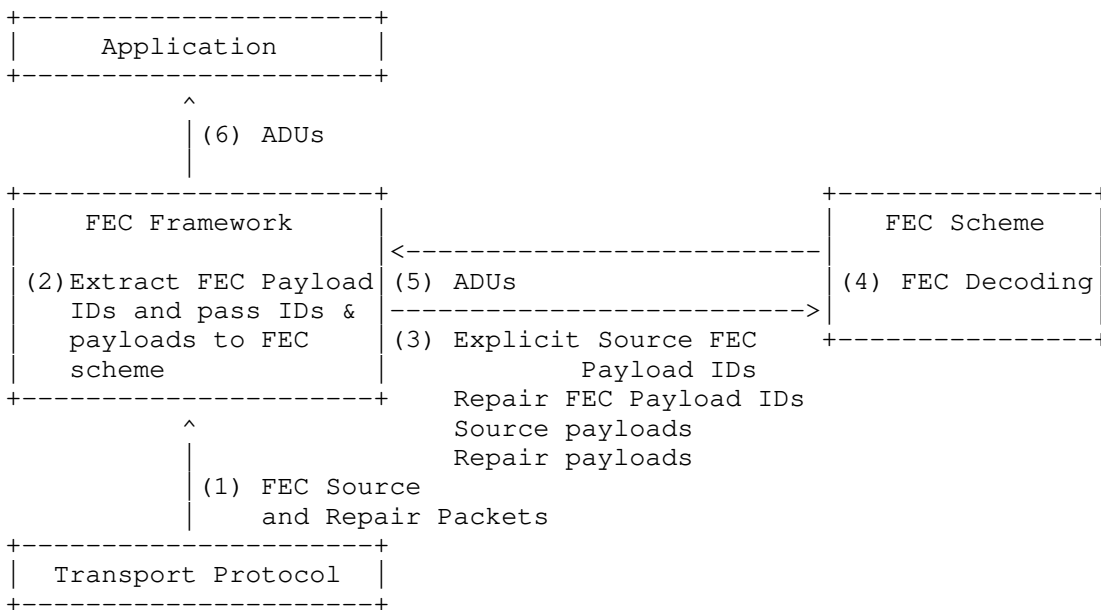 Application
(6) ADUs
FEC Framework
FEC Scheme
(2)Extract FEC Payload
IDs and pass IDs &
payloads to FEC
scheme
(5) ADUs
(4) FEC Decoding
(3) Explicit Source FEC
Payload IDs
Repair FEC Payload IDs
Source payloads
Repair payloads
(1) FEC Source
and Repair Packets
Transport Protocol